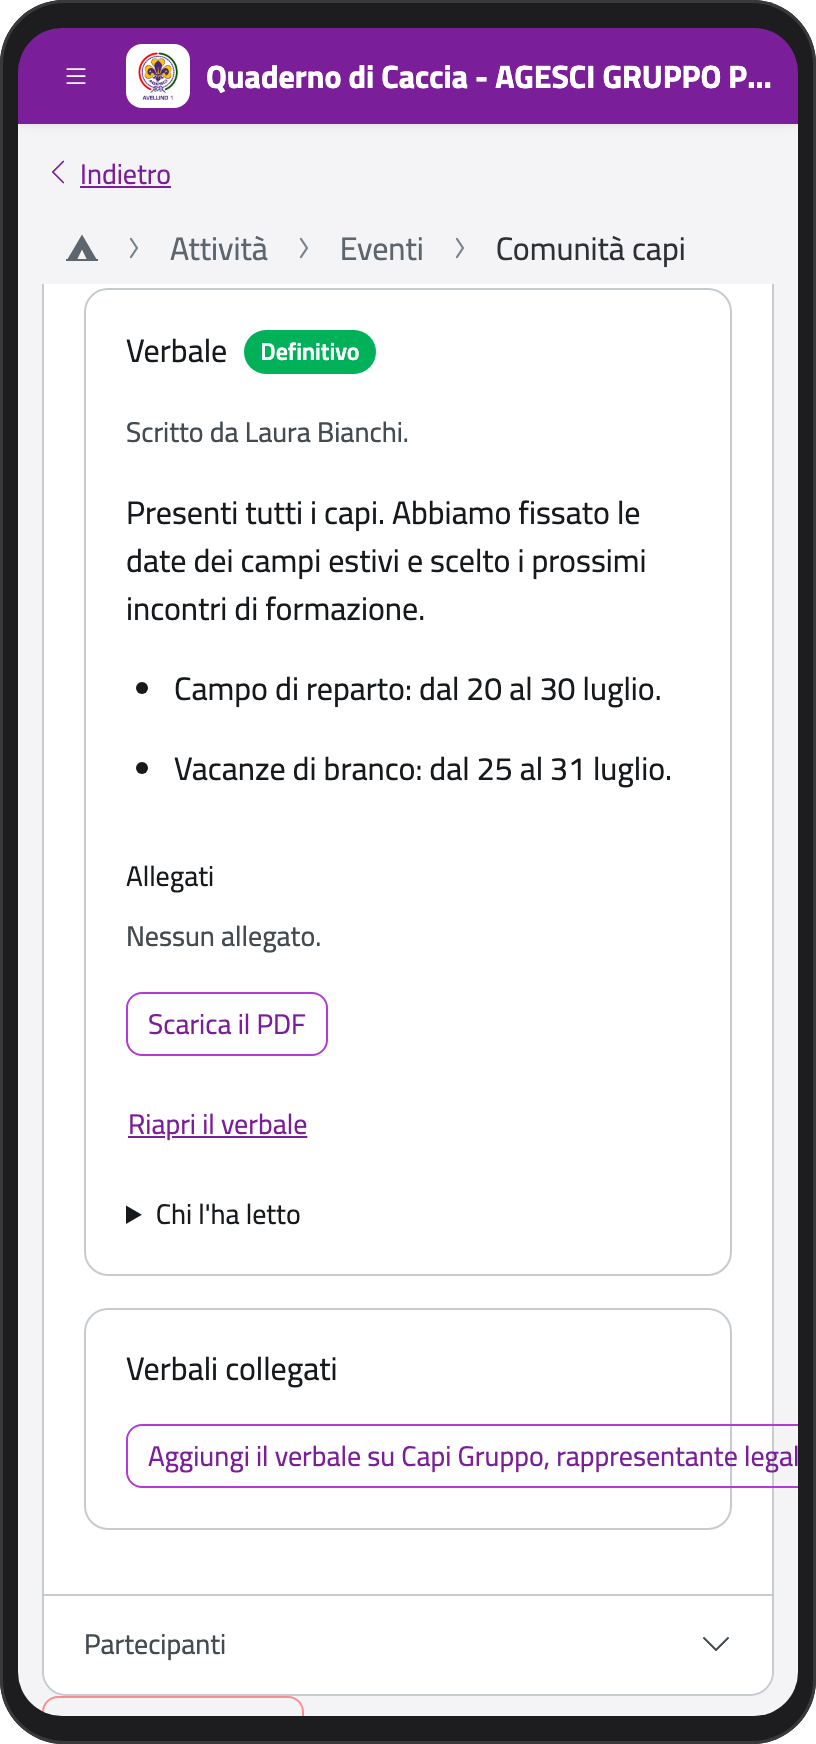 AVELLINO 1
Quaderno di Caccia - AGESCI GRUPPO P...
Indietro
Attività
Eventi
Comunità capi
Verbale
Definitivo
Scritto da Laura Bianchi.
Presenti tutti i capi. Abbiamo fissato le
date dei campi estivi e scelto i prossimi
incontri di formazione.
• Campo di reparto: dal 20 al 30 luglio.
• Vacanze di branco: dal 25 al 31 luglio.
Allegati
Nessun allegato.
Scarica il PDF
Riapri il verbale
Chi l'ha letto
Verbali collegati
Aggiungi il verbale su Capi Gruppo, rappresentante legal
Partecipanti